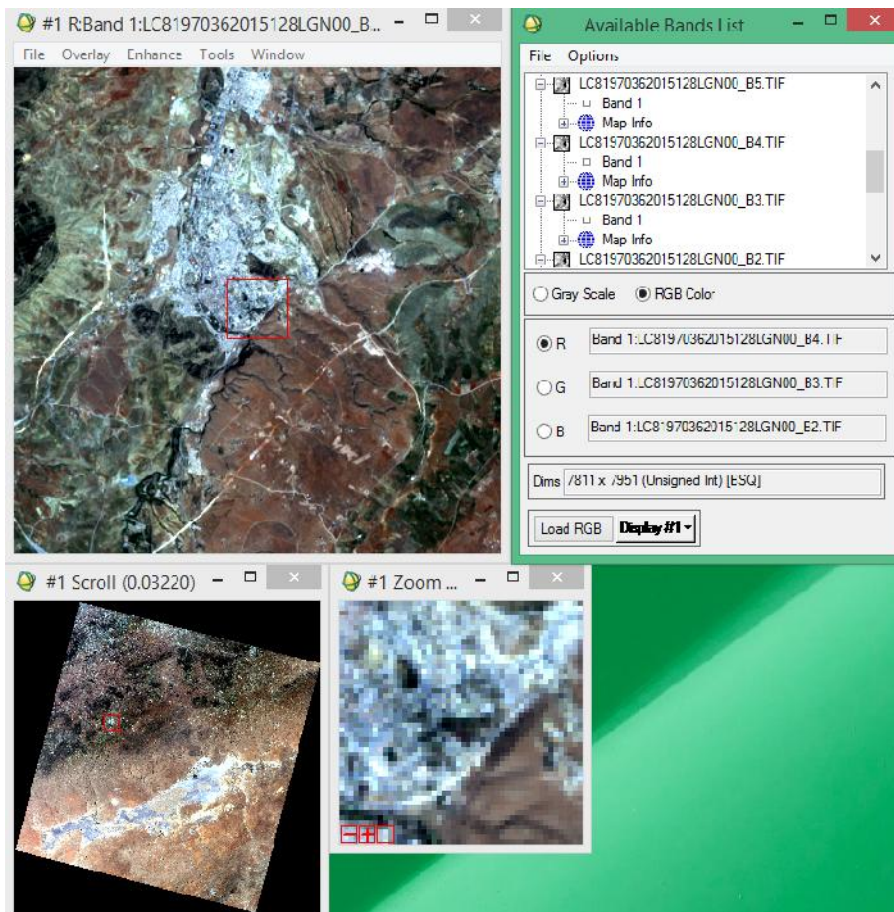 #1 R:Band 1:LC81970362015128LGN00_B...
File Overlay Enhance Tools Window
Available Bands List
File Options
LC81970362015128LGN00_B5.TIF
Band 1
Map Info
LC81970362015128LGN00_B4.TIF
Band 1
Map Info
LC81970362015128LGN00_B3.TIF
Band 1
Map Info
LC81970362015128LGN00_B2.TIF
Gray Scale RGB Color
R Band 1:LC81970362015128LGN00_B4.TIF
G Band 1:LC81970362015128LGN00_B3.TIF
B Band 1:LC81970362015128LGN00_B2.TIF
Dims 7811 x 7951 (Unsigned Int) [BSQ]
Load RGB Display #1
#1 Scroll (0.03220)
#1 Zoom ...